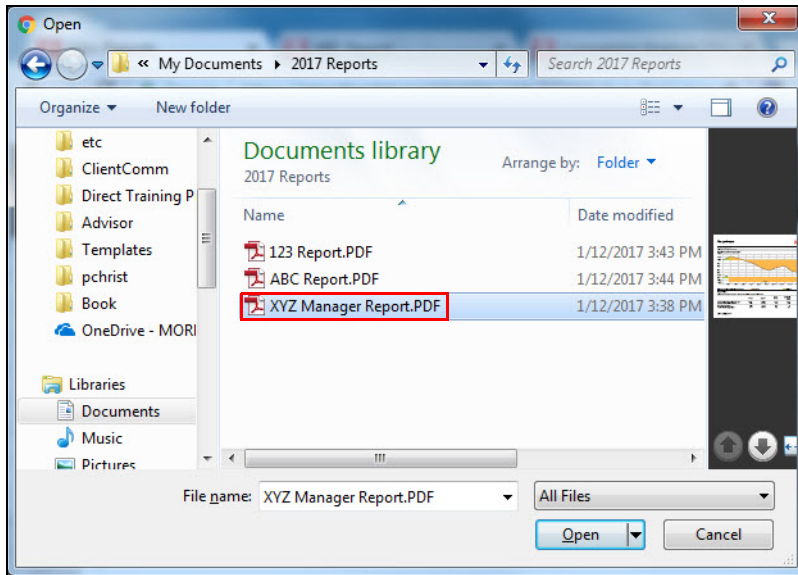 Open
« My Documents ▸ 2017 Reports
Search 2017 Reports
Organize New folder
etc
ClientComm
Direct Training P
Advisor
Templates
pchrist
Book
OneDrive - MORI
Libraries
Documents
Music
Pictures
Documents library
2017 Reports
Arrange by: Folder
Name Date modified
123 Report.PDF 1/12/2017 3:43 PM
ABC Report.PDF 1/12/2017 3:44 PM
XYZ Manager Report.PDF 1/12/2017 3:38 PM
File name: XYZ Manager Report.PDF All Files
Open Cancel